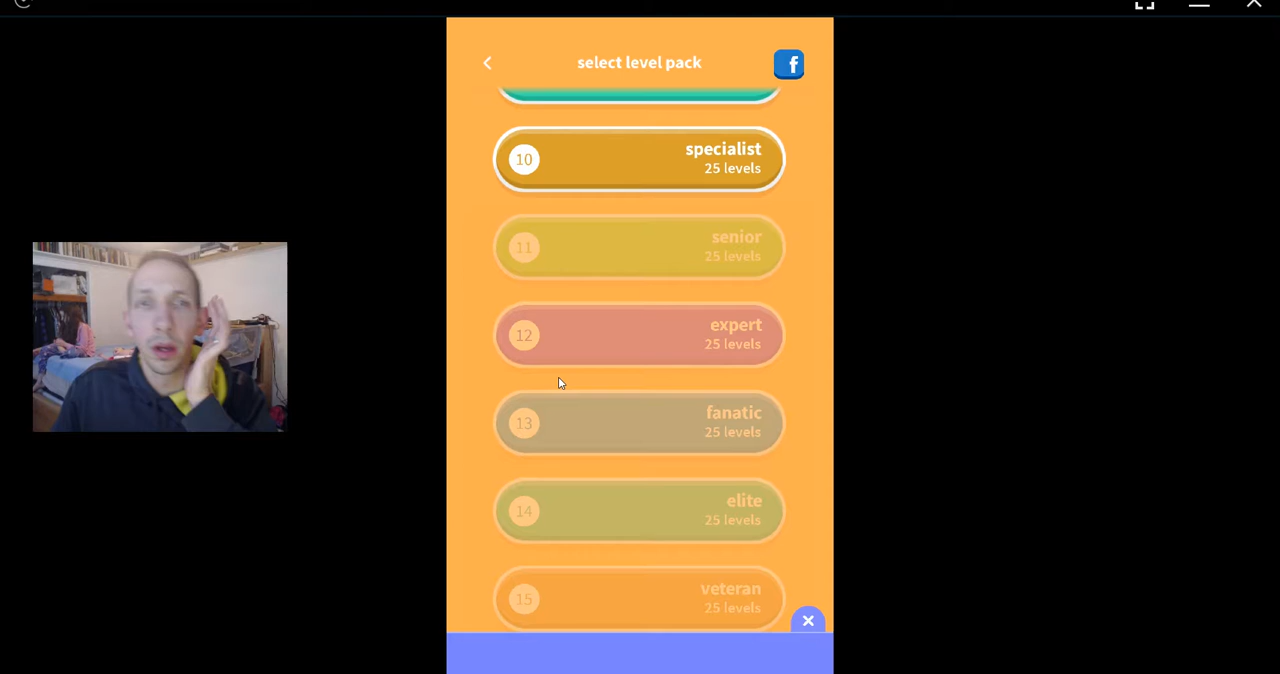 select level pack
f
10
specialist
25 levels
11
senior
25 levels
12
expert
25 levels
13
fanatic
25 levels
14
elite
25 levels
15
veteran
25 levels